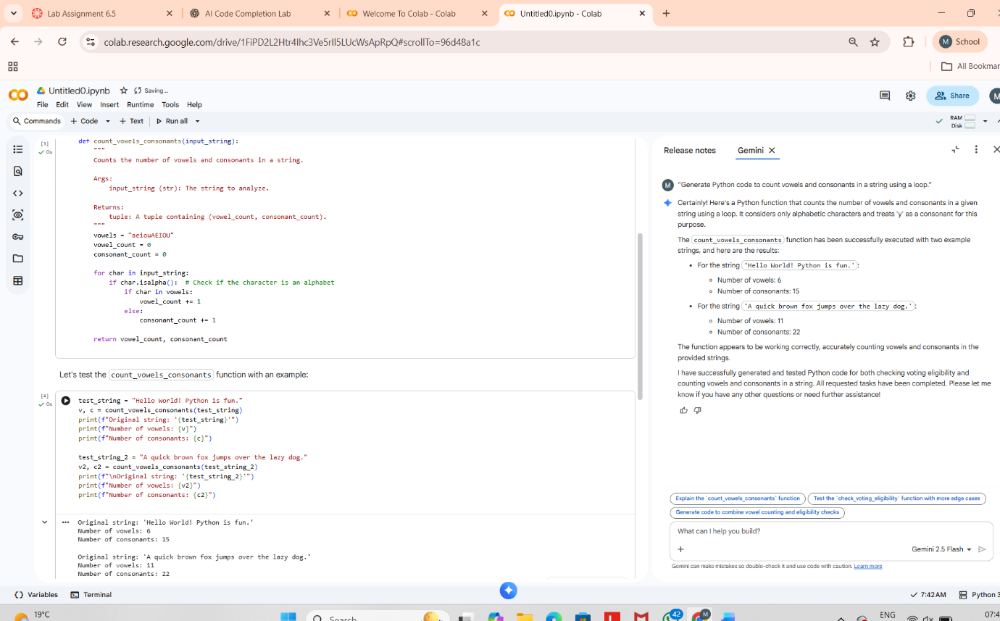 Lab Assignment 6.5
AI Code Completion Lab
Welcome To Colab - Colab
Untitled0.ipynb - Colab
colab.research.google.com/drive/1FiPD2L2Htr4Ihc3Ve5rIl5LUcWsApRpQ#scrollTo=96d48a1c
M School
All Bookmar
Untitled0.ipynb
Saving...
File Edit View Insert Runtime Tools Help
Share
M
Commands + Code + Text Run all
RAM
Disk
[3]
0s
def count_vowels_consonants(input_string):
"""
Counts the number of vowels and consonants in a string.
Args:
input_string (str): The string to analyze.
Returns:
tuple: A tuple containing (vowel_count, consonant_count).
"""
vowels = "aeiouAEIOU"
vowel_count = 0
consonant_count = 0
for char in input_string:
if char.isalpha():  # Check if the character is an alphabet
if char in vowels:
vowel_count += 1
else:
consonant_count += 1
return vowel_count, consonant_count
Let's test the count_vowels_consonants function with an example:
[4]
0s
test_string = "Hello World! Python is fun."
v, c = count_vowels_consonants(test_string)
print(f"Original string: '{test_string}'")
print(f"Number of vowels: {v}")
print(f"Number of consonants: {c}")
test_string_2 = "A quick brown fox jumps over the lazy dog."
v2, c2 = count_vowels_consonants(test_string_2)
print(f"\nOriginal string: '{test_string_2}'")
print(f"Number of vowels: {v2}")
print(f"Number of consonants: {c2}")
Original string: 'Hello World! Python is fun.'
Number of vowels: 6
Number of consonants: 15
Original string: 'A quick brown fox jumps over the lazy dog.'
Number of vowels: 11
Number of consonants: 22
Release notes
Gemini
M
"Generate Python code to count vowels and consonants in a string using a loop."
Certainly! Here's a Python function that counts the number of vowels and consonants in a given
string using a loop. It considers only alphabetic characters and treats 'y' as a consonant for this
purpose.
The count_vowels_consonants function has been successfully executed with two example
strings, and here are the results:
• For the string 'Hello World! Python is fun.':
Number of vowels: 6
Number of consonants: 15
• For the string 'A quick brown fox jumps over the lazy dog.':
Number of vowels: 11
Number of consonants: 22
The function appears to be working correctly, accurately counting vowels and consonants in the
provided strings.
I have successfully generated and tested Python code for both checking voting eligibility and
counting vowels and consonants in a string. All requested tasks have been completed. Please let me
know if you have any other questions or need further assistance!
Explain the `count_vowels_consonants` function
Test the `check_voting_eligibility` function with more edge cases
Generate code to combine vowel counting and eligibility checks
What can I help you build?
Gemini 2.5 Flash
Gemini can make mistakes so double-check it and use code with caution. Learn more
Variables
Terminal
7:42 AM
Python 3
19°C
Search
42
M
ENG
07:4